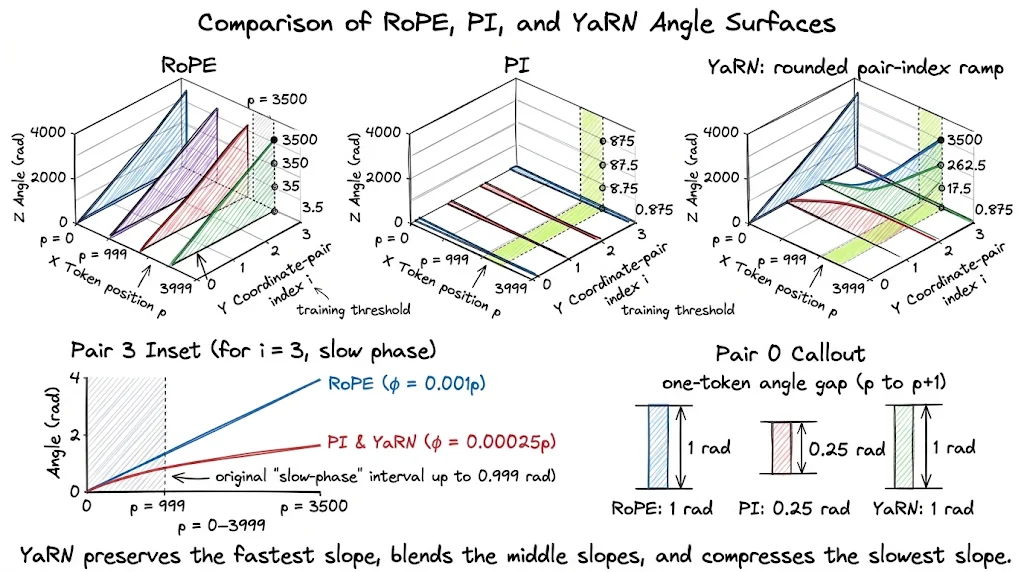 Comparison of RoPE, PI, and YaRN Angle Surfaces
RoPE
Z Angle (rad)
4000
2000
0
p = 0
p = 999
3999
X Token position p
0
1
2
3
Y Coordinate-pair
index i
p = 3500
3500
350
35
3.5
training threshold
PI
Z Angle (rad)
4000
2000
0
p = 0
p = 999
3999
X Token position p
0
1
2
3
Y Coordinate-pair
index i
875
87.5
8.75
0.875
training threshold
YaRN: rounded pair-index ramp
Z Angle (rad)
4000
2000
0
p = 0
p = 999
3999
X Token position p
0
1
2
3
Y Coordinate-pair
index i
3500
262.5
17.5
0.875
Pair 3 Inset (for i = 3, slow phase)
Angle (rad)
4
2
0
0
p = 999
p = 3500
p = 0–3999
RoPE (ϕ = 0.001p)
PI & YaRN (ϕ = 0.00025p)
original "slow-phase" interval up to 0.999 rad)
Pair 0 Callout
one-token angle gap (p to p+1)
1 rad
0.25 rad
1 rad
RoPE: 1 rad
PI: 0.25 rad
YaRN: 1 rad
YaRN preserves the fastest slope, blends the middle slopes, and compresses the slowest slope.